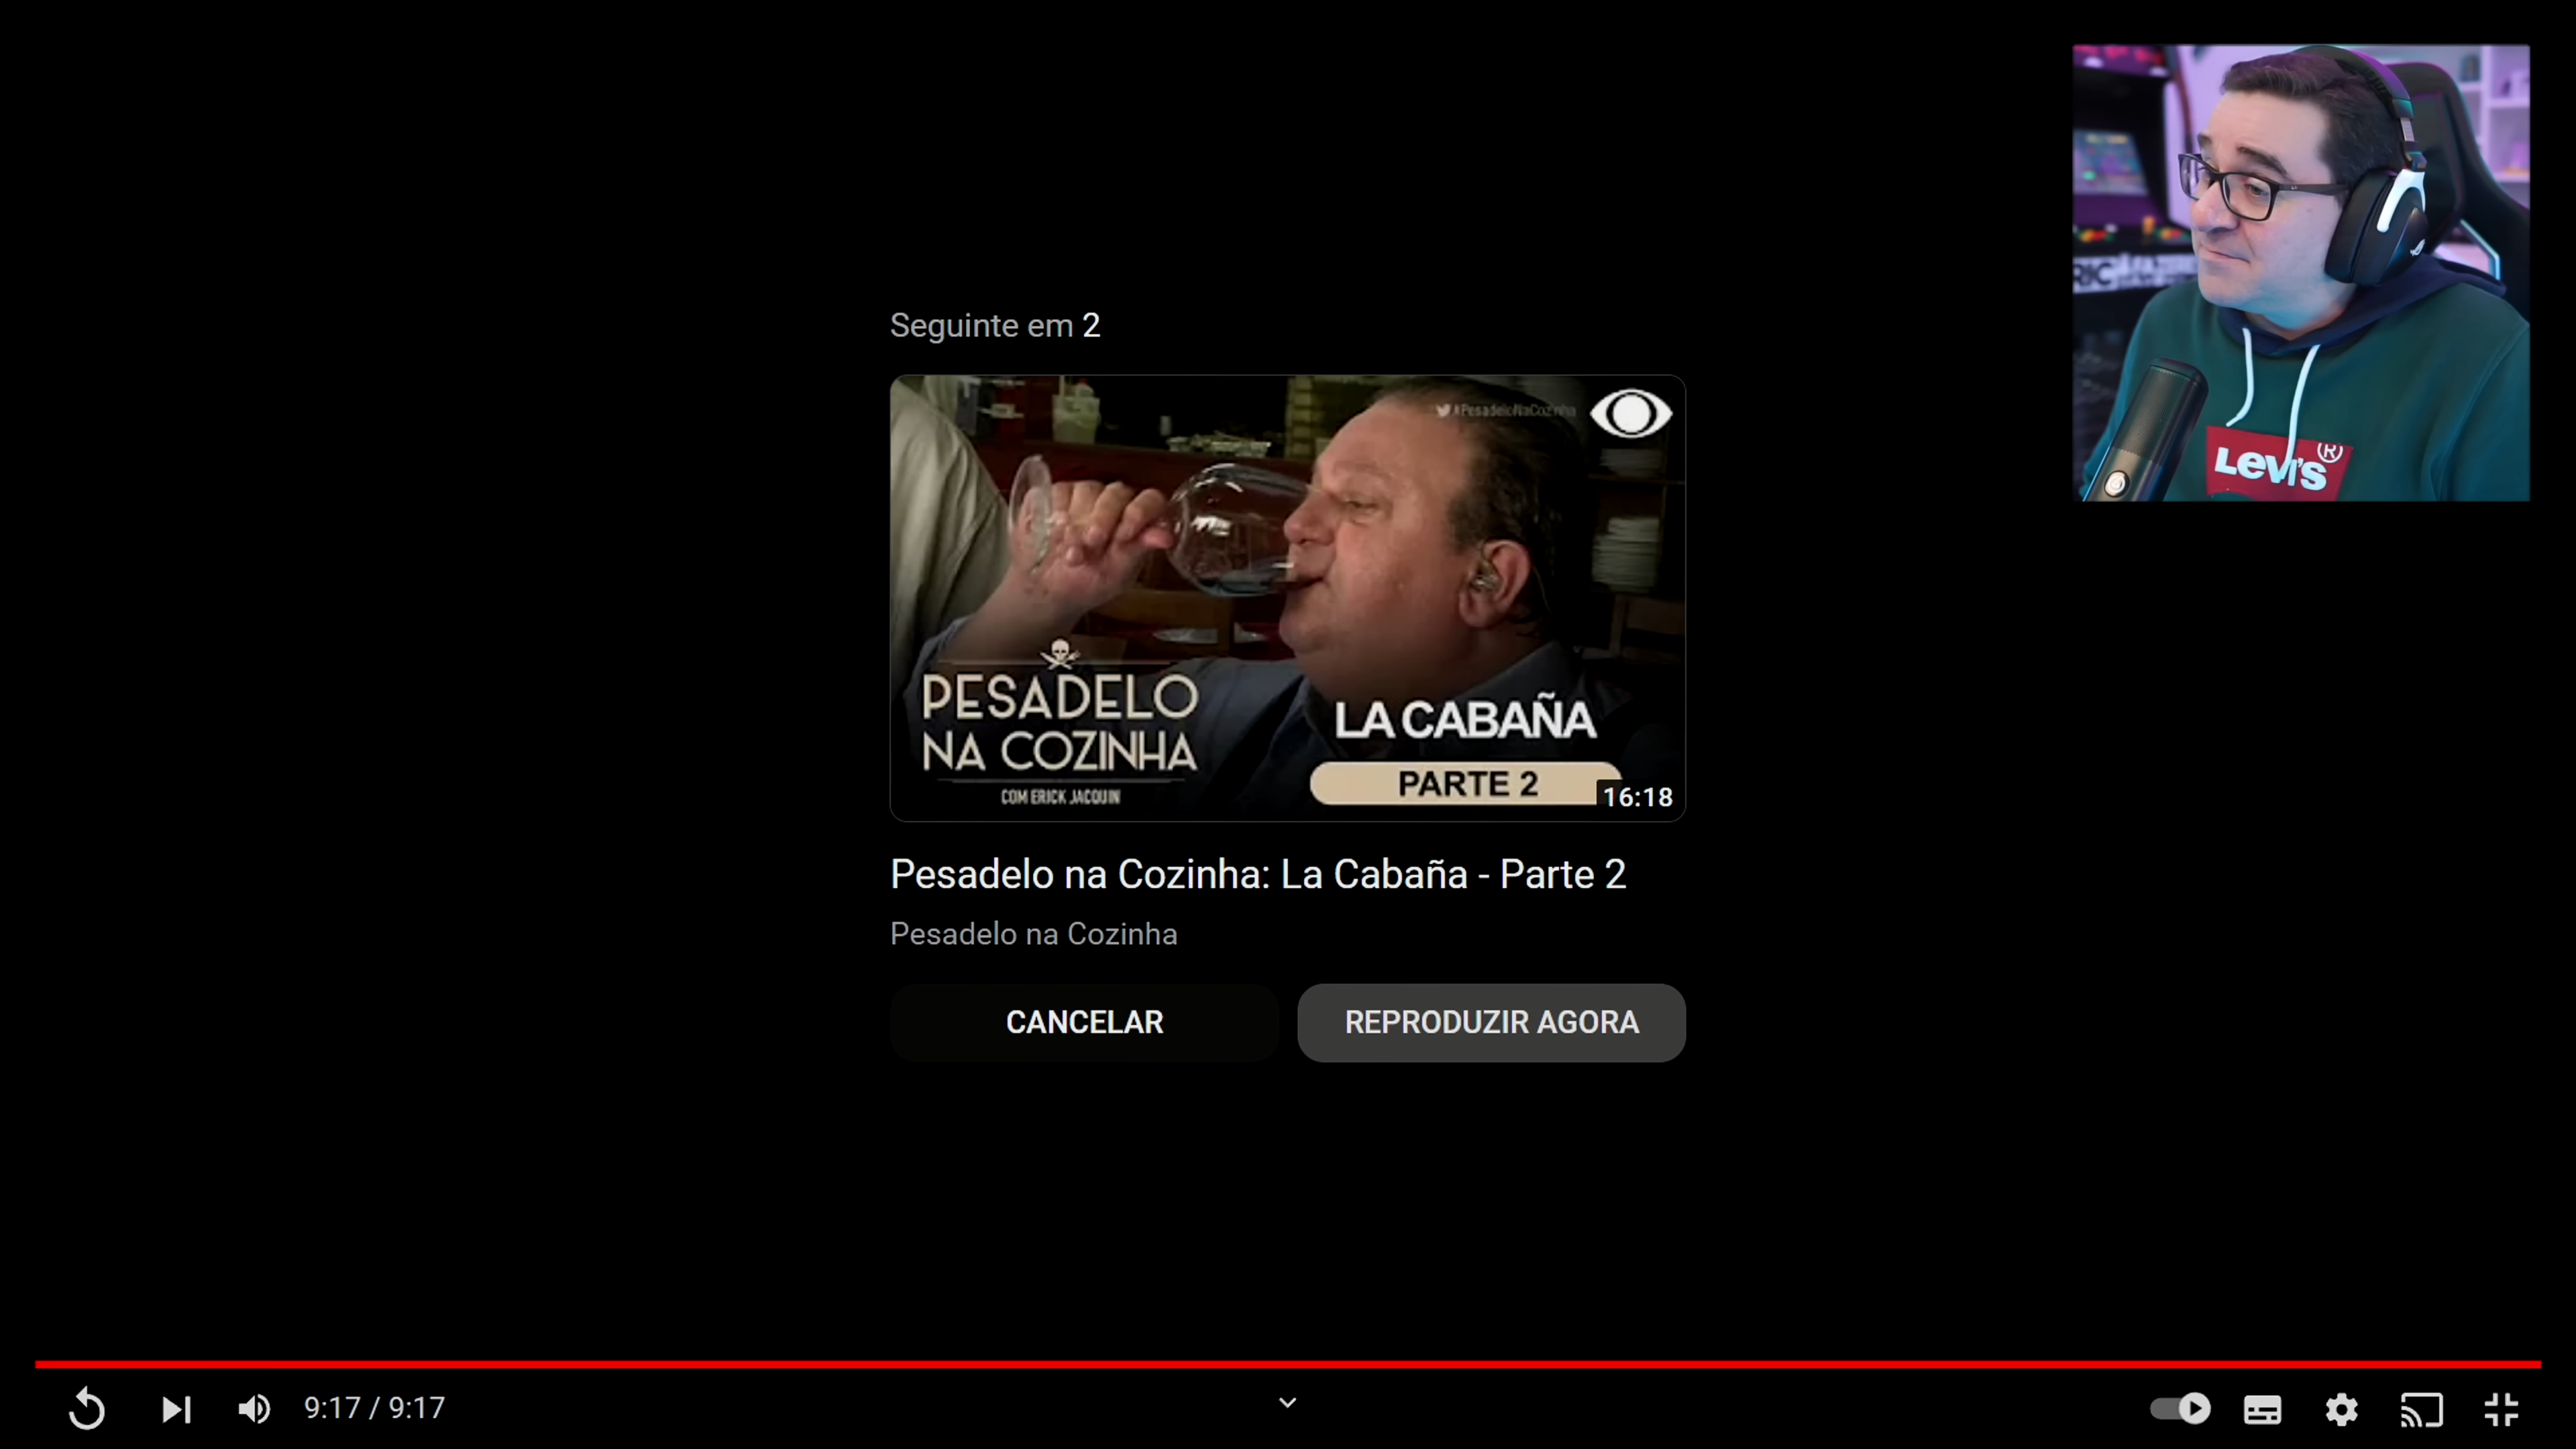 Seguinte em 2
#PesadeloNaCozinha
PESADELO
NA COZINHA
COM ERICK JACQUIN
LA CABAÑA
PARTE 2
16:18
Pesadelo na Cozinha: La Cabaña - Parte 2
Pesadelo na Cozinha
CANCELAR
REPRODUZIR AGORA
Levi's®
9:17 / 9:17